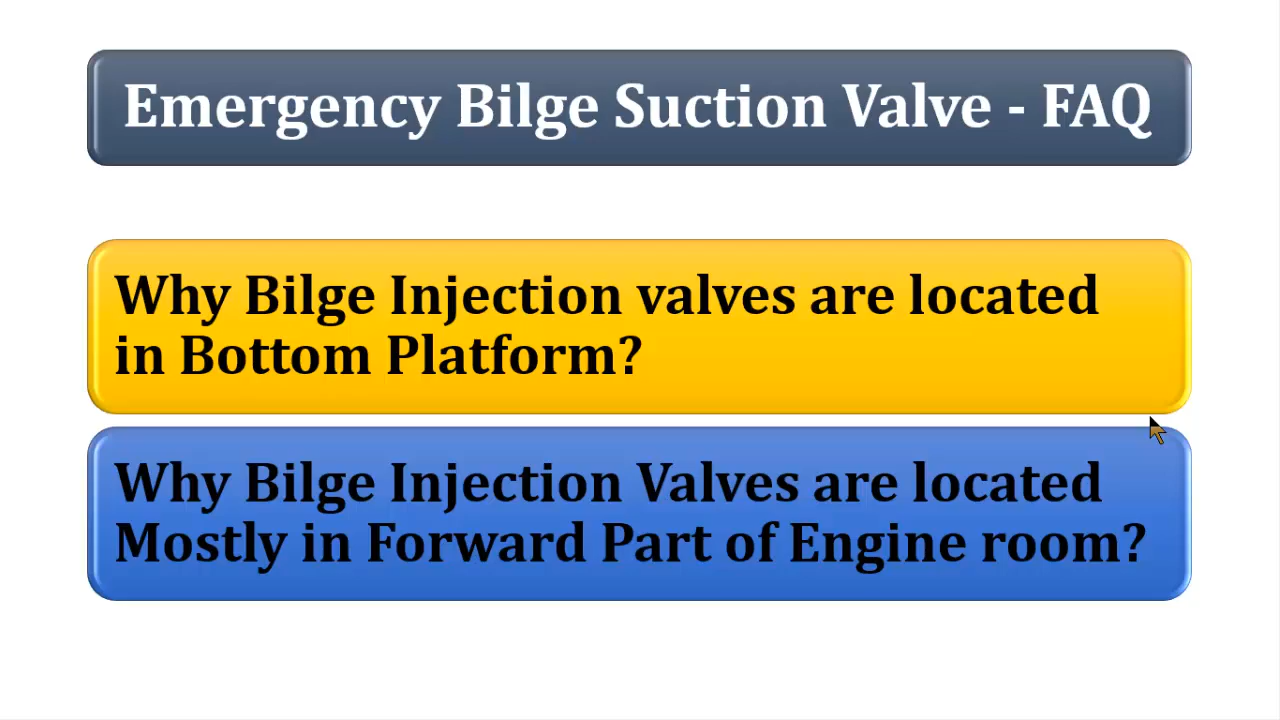 Emergency Bilge Suction Valve - FAQ
Why Bilge Injection valves are located
in Bottom Platform?
Why Bilge Injection Valves are located
Mostly in Forward Part of Engine room?